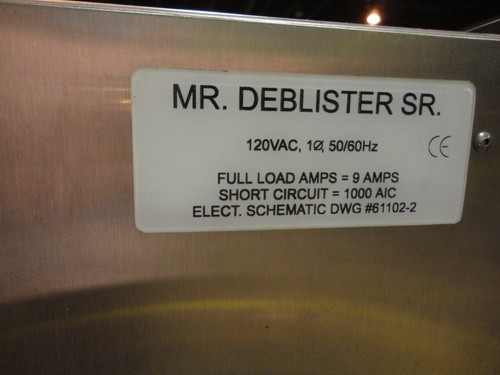 MR. DEBLISTER SR.
120VAC, 1Ø, 50/60Hz
CE
FULL LOAD AMPS = 9 AMPS
SHORT CIRCUIT = 1000 AIC
ELECT. SCHEMATIC DWG #61102-2